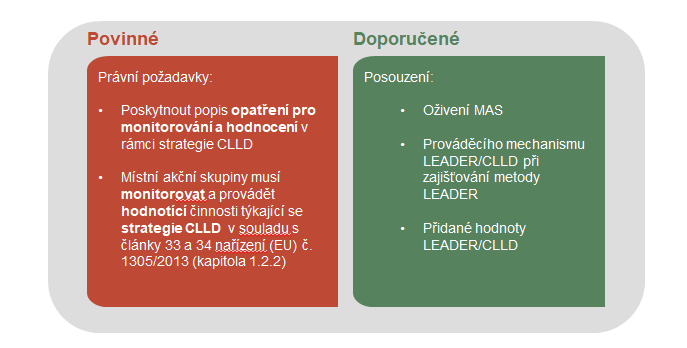 Povinné
Právní požadavky:
• Poskytnout popis opatření pro
monitorování a hodnocení v
rámci strategie CLLD
• Místní akční skupiny musí
monitorovat a provádět
hodnotící činnosti týkající se
strategie CLLD v souladu s
články 33 a 34 nařízení (EU) č.
1305/2013 (kapitola 1.2.2)
Doporučené
Posouzení:
• Oživení MAS
• Prováděcího mechanismu
LEADER/CLLD při
zajišťování metody
LEADER
• Přidané hodnoty
LEADER/CLLD